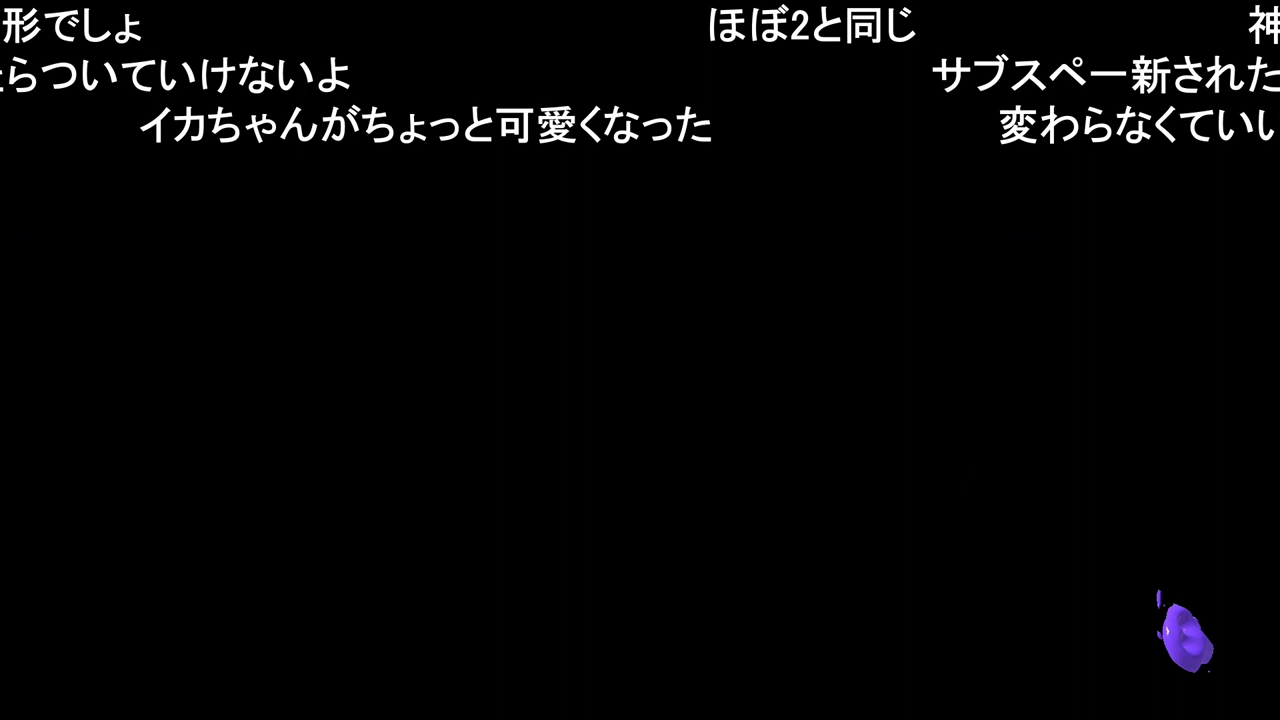 形でしょ
ほぼ2と同じ
神
らついていけないよ
サブスペー新された
イカちゃんがちょっと可愛くなった
変わらなくてい